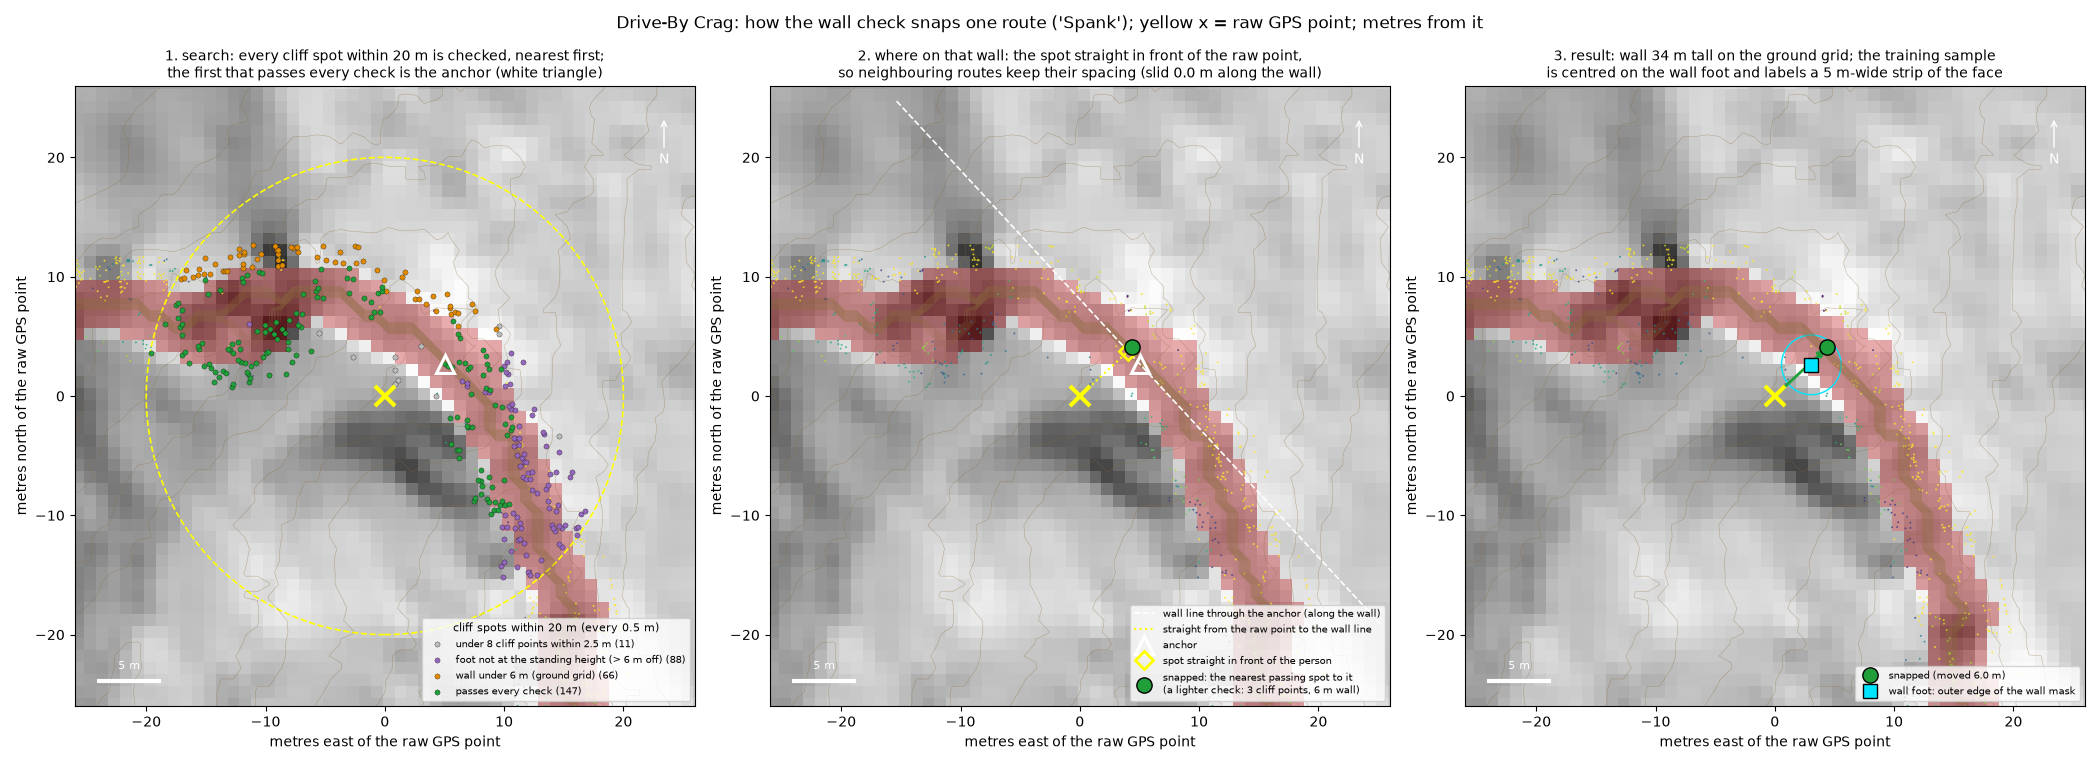 Drive-By Crag: how the wall check snaps one route ('Spank'); yellow x = raw GPS point; metres from it
1. search: every cliff spot within 20 m is checked, nearest first;
the first that passes every check is the anchor (white triangle)
N
20
10
0
−10
−20
metres north of the raw GPS point
5 m
cliff spots within 20 m (every 0.5 m)
under 8 cliff points within 2.5 m (11)
foot not at the standing height (> 6 m off) (88)
wall under 6 m (ground grid) (66)
passes every check (147)
−20
−10
0
10
20
metres east of the raw GPS point
2. where on that wall: the spot straight in front of the raw point,
so neighbouring routes keep their spacing (slid 0.0 m along the wall)
N
20
10
0
−10
−20
metres north of the raw GPS point
5 m
wall line through the anchor (along the wall)
straight from the raw point to the wall line
anchor
spot straight in front of the person
snapped: the nearest passing spot to it
(a lighter check: 3 cliff points, 6 m wall)
−20
−10
0
10
20
metres east of the raw GPS point
3. result: wall 34 m tall on the ground grid; the training sample
is centred on the wall foot and labels a 5 m-wide strip of the face
N
20
10
0
−10
−20
metres north of the raw GPS point
5 m
snapped (moved 6.0 m)
wall foot: outer edge of the wall mask
−20
−10
0
10
20
metres east of the raw GPS point